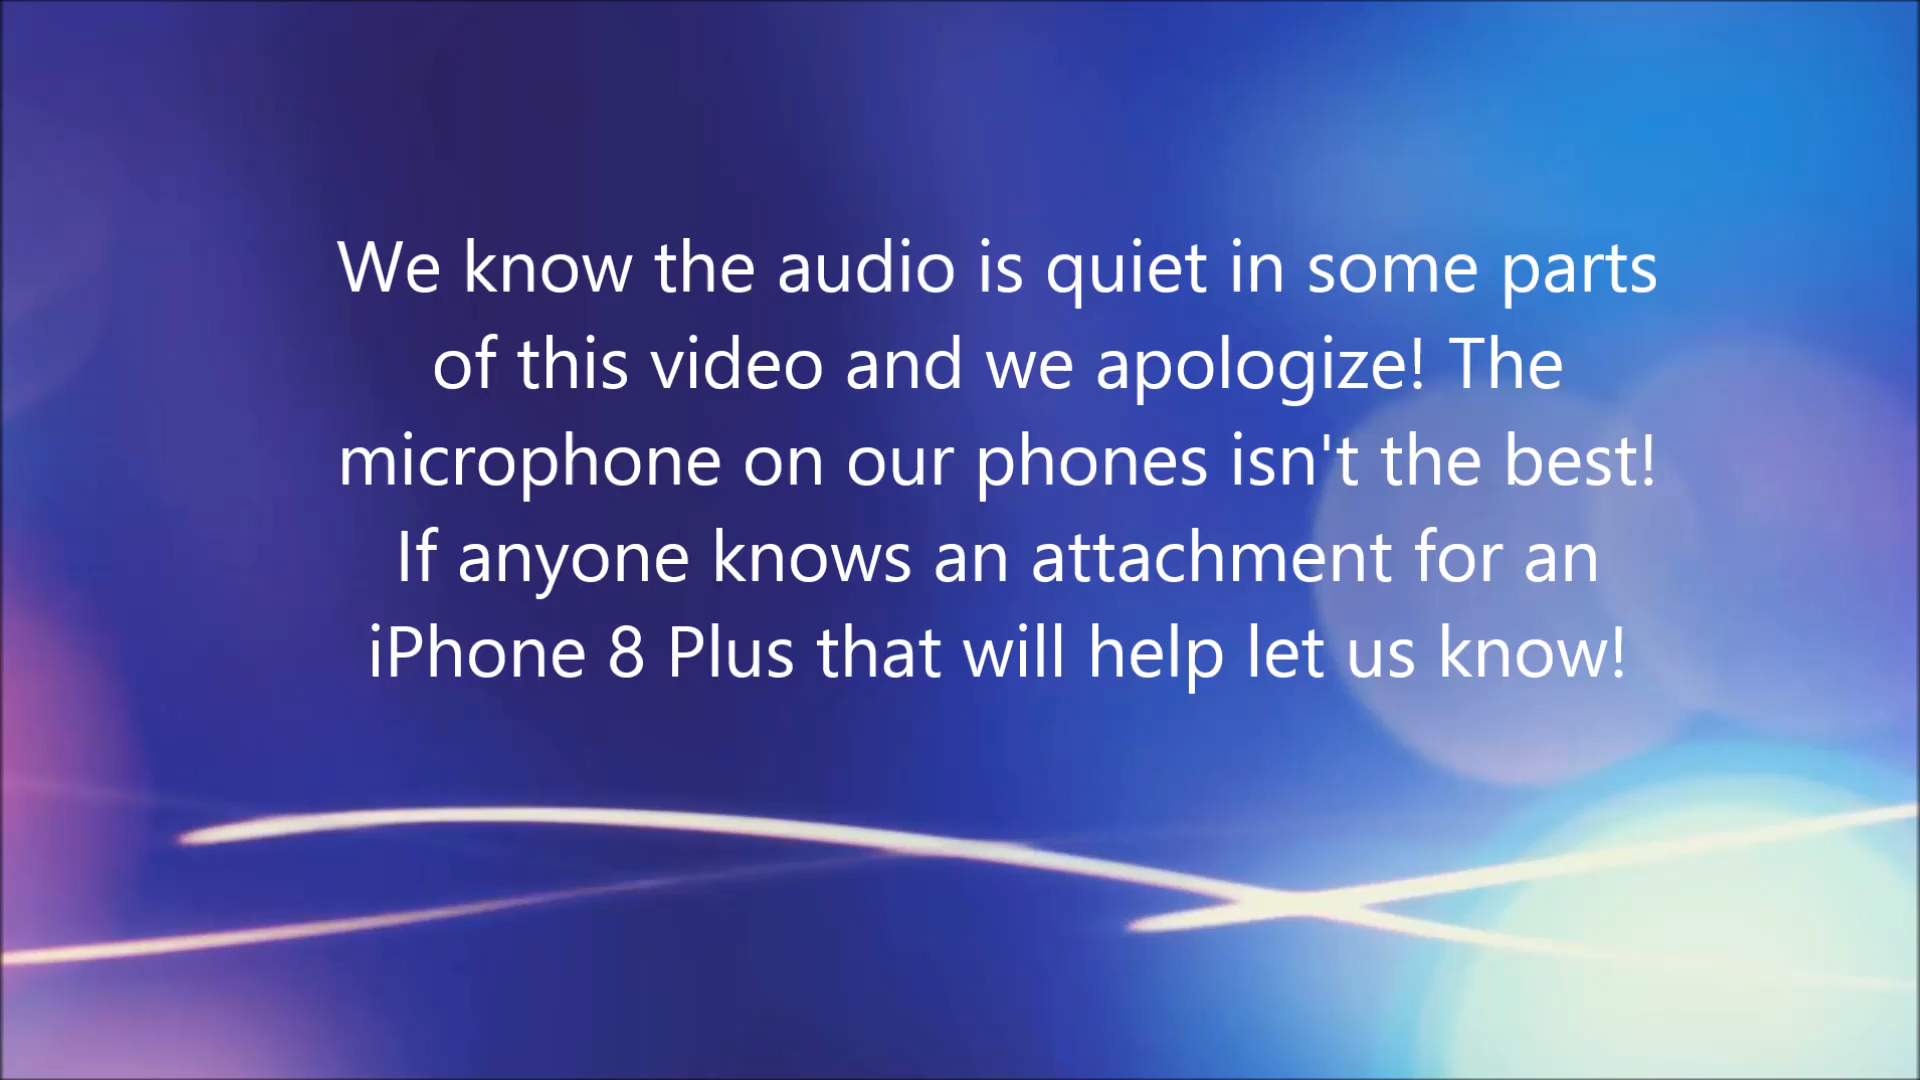 We know the audio is quiet in some parts
of this video and we apologize! The
microphone on our phones isn't the best!
If anyone knows an attachment for an
iPhone 8 Plus that will help let us know!